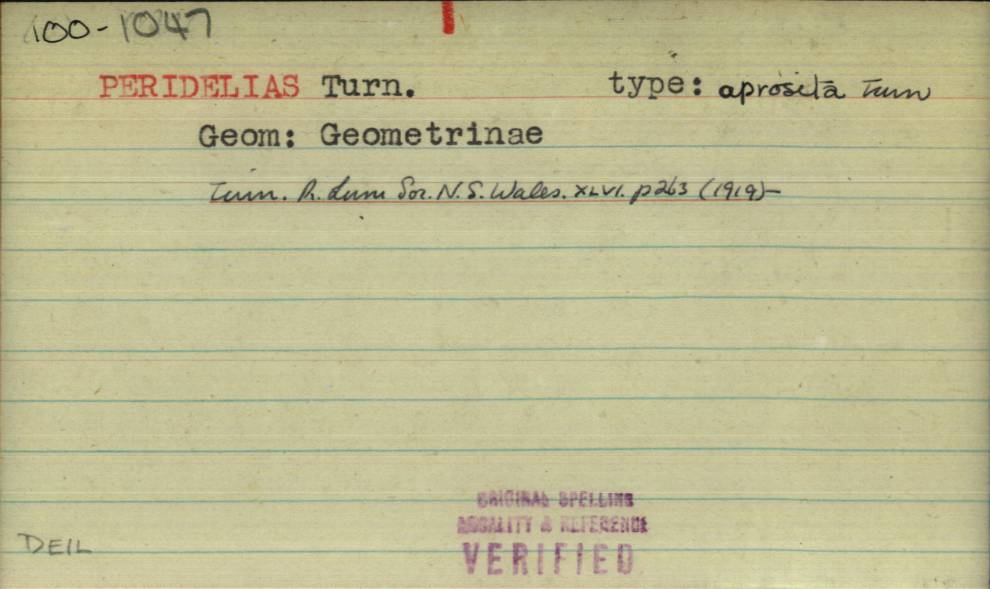 100-1047
PERIDELIAS Turn. type: aprosita Turn
Geom: Geometrinae
Turn. P. Linn Soc. N. S. Wales. XLVI. p263 (1919)-
ORIGINAL SPELLING
LOCALITY & REFERENCE
VERIFIED
DEIL